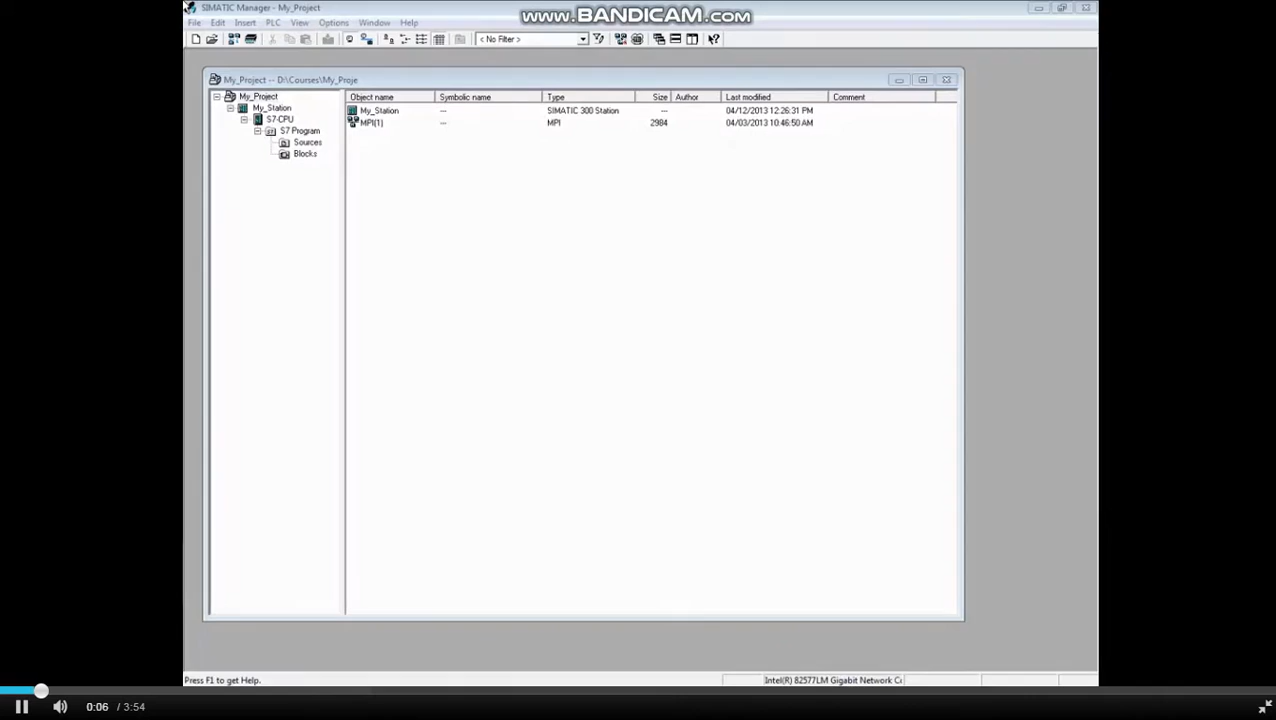 SIMATIC Manager - My_Project
www.BANDICAM.com
File Edit Insert PLC View Options Window Help
< No Filter >
My_Project -- D:\Courses\My_Proje
My_Project
My_Station
S7-CPU
S7 Program
Sources
Blocks
Object name Symbolic name Type Size Author Last modified Comment
My_Station --- SIMATIC 300 Station --- 04/12/2013 12:26:31 PM
MPI(1) --- MPI 2984 04/03/2013 10:46:50 AM
Press F1 to get Help.
Intel(R) 82577LM Gigabit Network Cc
0:06 / 3:54